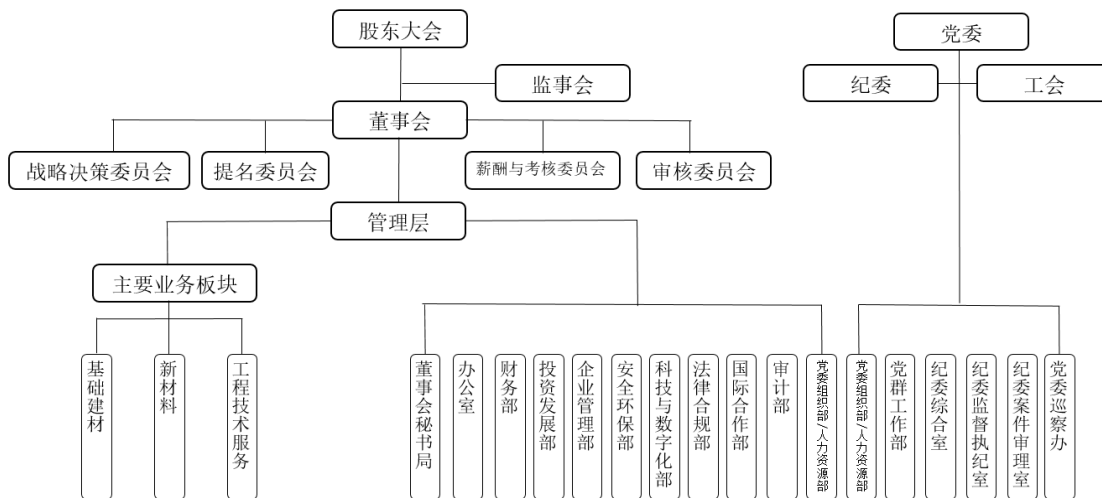 股东大会
党委
监事会
纪委
工会
董事会
战略决策委员会
提名委员会
薪酬与考核委员会
审核委员会
管理层
主要业务板块
基础建材
新材料
工程技术服务
董事会秘书局
办公室
财务部
投资发展部
企业管理部
安全环保部
科技与数字化部
法律合规部
国际合作部
审计部
党委组织部/人力资源部
党委组织部/人力资源部
党群工作部
纪委综合室
纪委监督执纪室
纪委案件审理室
党委巡察办